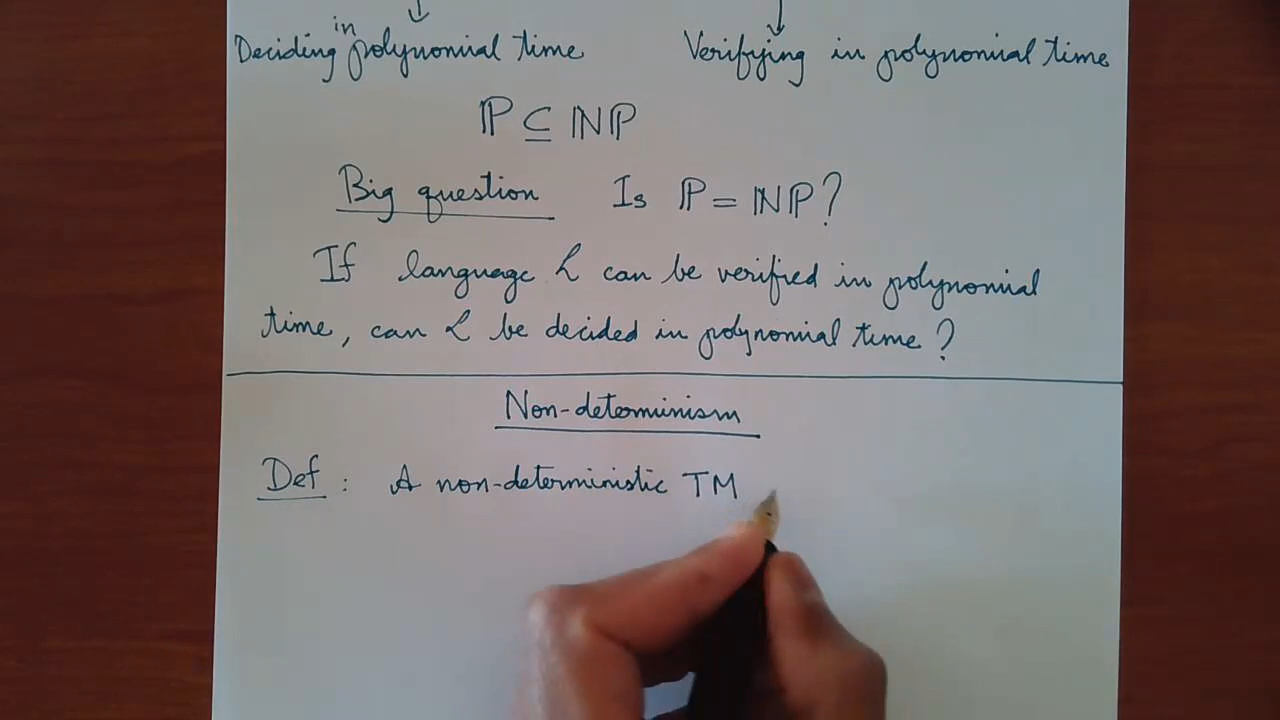 Deciding in polynomial time Verifying in polynomial time
ℙ ⊆ ℕℙ
Big question Is ℙ = ℕℙ?
If language L can be verified in polynomial
time, can L be decided in polynomial time?
Non-determinism
Def : A non-deterministic TM